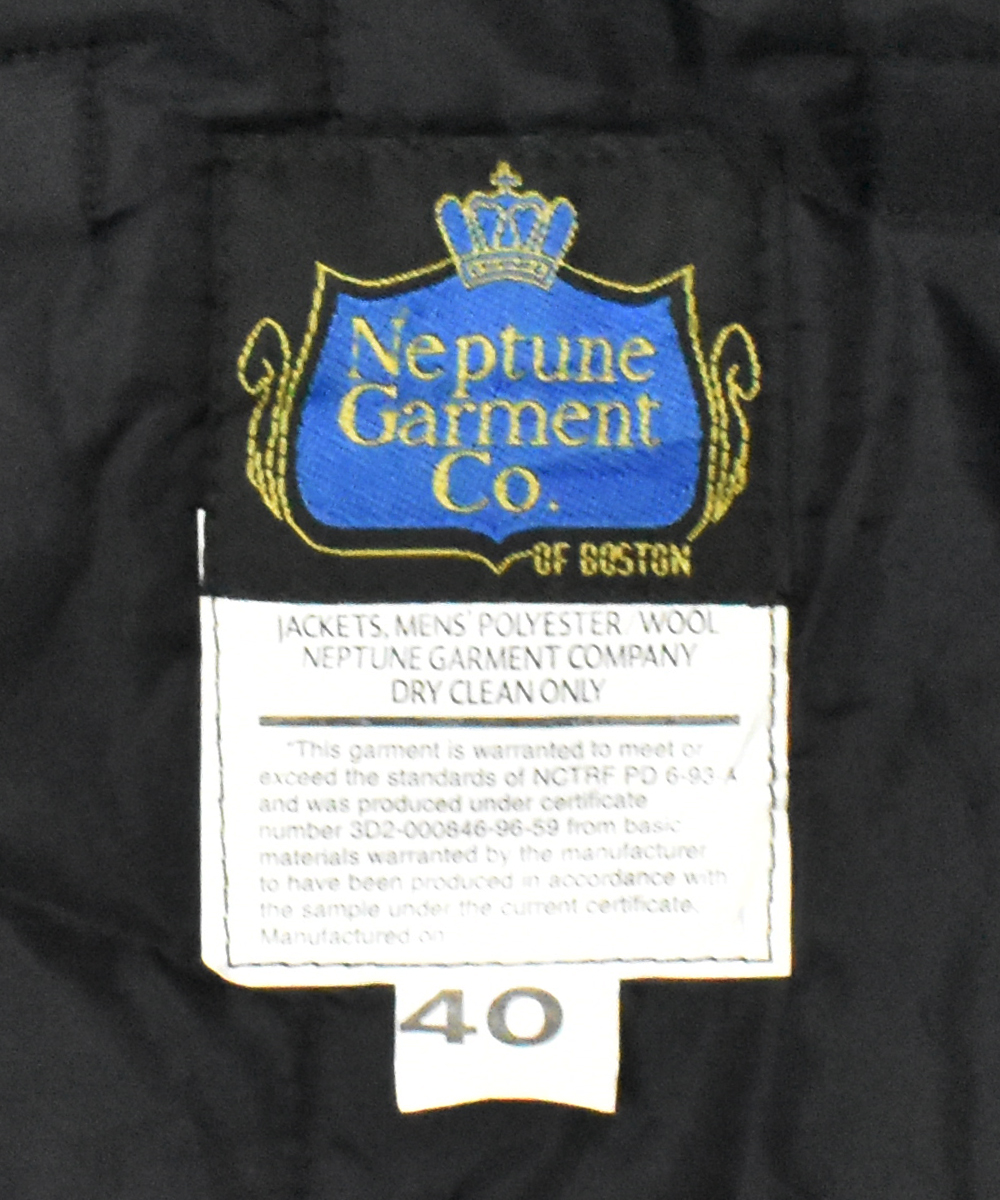 Neptune
Garment
Co.
OF BOSTON
JACKETS, MENS' POLYESTER/WOOL
NEPTUNE GARMENT COMPANY
DRY CLEAN ONLY
"This garment is warranted to meet or
exceed the standards of NCTRF PD 6-93-A
and was produced under certificate
number 3D2-000846-96-59 from basic
materials warranted by the manufacturer
to have been produced in accordance with
the sample under the current certificate.
Manufactured on
40